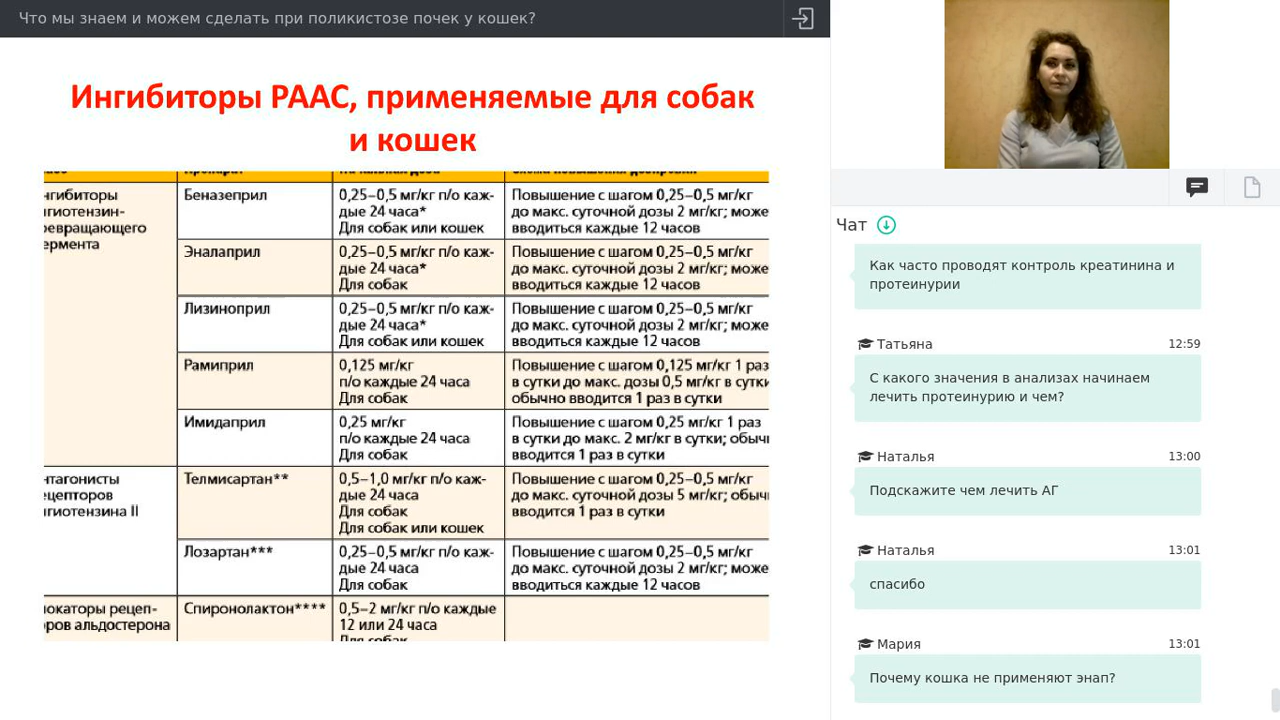 Что мы знаем и можем сделать при поликистозе почек у кошек?
Ингибиторы РААС, применяемые для собак
и кошек
нгибиторы
нгиотензин-
ревращающего
ермента
Беназеприл
0,25–0,5 мг/кг п/о каж-
дые 24 часа*
Для собак или кошек
Повышение с шагом 0,25–0,5 мг/кг
до макс. суточной дозы 2 мг/кг; може
вводиться каждые 12 часов
Эналаприл
0,25–0,5 мг/кг п/о каж-
дые 24 часа*
Для собак
Повышение с шагом 0,25–0,5 мг/кг
до макс. суточной дозы 2 мг/кг; може
вводиться каждые 12 часов
Лизиноприл
0,25–0,5 мг/кг п/о каж-
дые 24 часа*
Для собак или кошек
Повышение с шагом 0,25–0,5 мг/кг
до макс. суточной дозы 2 мг/кг; може
вводиться каждые 12 часов
Рамиприл
0,125 мг/кг
п/о каждые 24 часа
Для собак
Повышение с шагом 0,125 мг/кг 1 раз
в сутки до макс. дозы 0,5 мг/кг в сутки
обычно вводится 1 раз в сутки
Имидаприл
0,25 мг/кг
п/о каждые 24 часа
Для собак
Повышение с шагом 0,25 мг/кг 1 раз
в сутки до макс. 2 мг/кг в сутки; обычн
вводится 1 раз в сутки
нтагонисты
ецепторов
нгиотензина II
Телмисартан**
0,5–1,0 мг/кг п/о каж-
дые 24 часа
Для собак
Для собак или кошек
Повышение с шагом 0,25–0,5 мг/кг
до макс. суточной дозы 5 мг/кг; обычн
вводится 1 раз в сутки
Лозартан***
0,25–0,5 мг/кг п/о каж-
дые 24 часа
Для собак
Повышение с шагом 0,25–0,5 мг/кг
до макс. суточной дозы 2 мг/кг; може
вводиться каждые 12 часов
локаторы рецеп-
оров альдостерона
Спиронолактон****
0,5–2 мг/кг п/о каждые
12 или 24 часа
Для собак
Чат
Как часто проводят контроль креатинина и
протеинурии
Татьяна 12:59
С какого значения в анализах начинаем
лечить протеинурию и чем?
Наталья 13:00
Подскажите чем лечить АГ
Наталья 13:01
спасибо
Мария 13:01
Почему кошка не применяют энап?